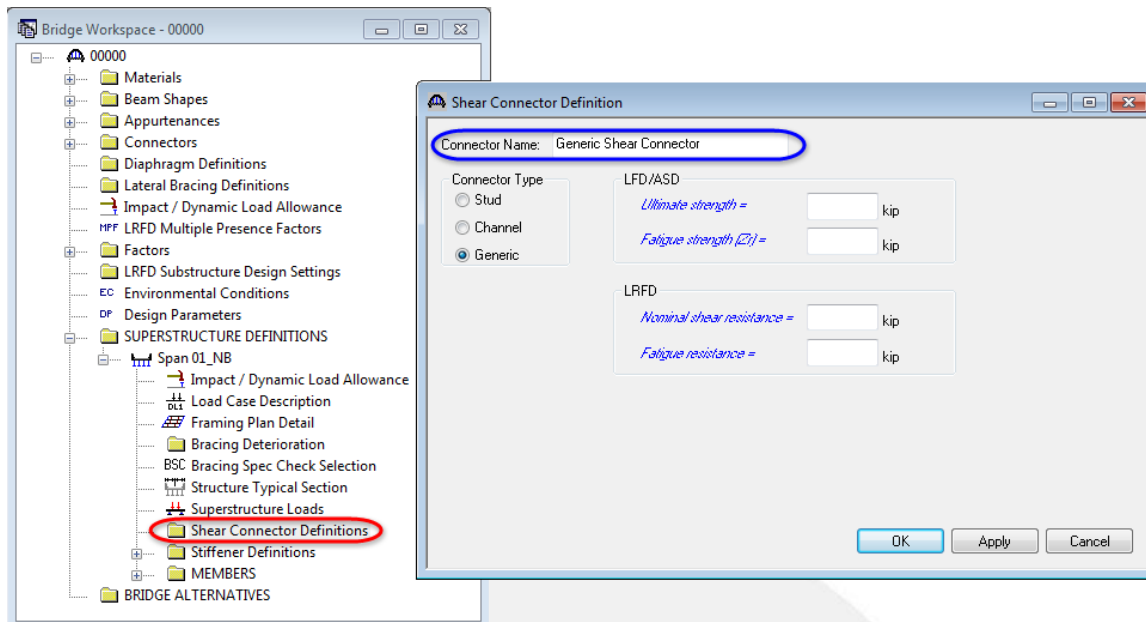 Bridge Workspace - 00000
00000
Materials
Beam Shapes
Appurtenances
Connectors
Diaphragm Definitions
Lateral Bracing Definitions
Impact / Dynamic Load Allowance
MPF LRFD Multiple Presence Factors
Factors
LRFD Substructure Design Settings
EC Environmental Conditions
DP Design Parameters
SUPERSTRUCTURE DEFINITIONS
Span 01_NB
Impact / Dynamic Load Allowance
DL1 Load Case Description
Framing Plan Detail
Bracing Deterioration
BSC Bracing Spec Check Selection
Structure Typical Section
Superstructure Loads
Shear Connector Definitions
Stiffener Definitions
MEMBERS
BRIDGE ALTERNATIVES
Shear Connector Definition
Connector Name: Generic Shear Connector
Connector Type
Stud
Channel
Generic
LFD/ASD
Ultimate strength = kip
Fatigue strength (Zr) = kip
LRFD
Nominal shear resistance = kip
Fatigue resistance = kip
OK Apply Cancel